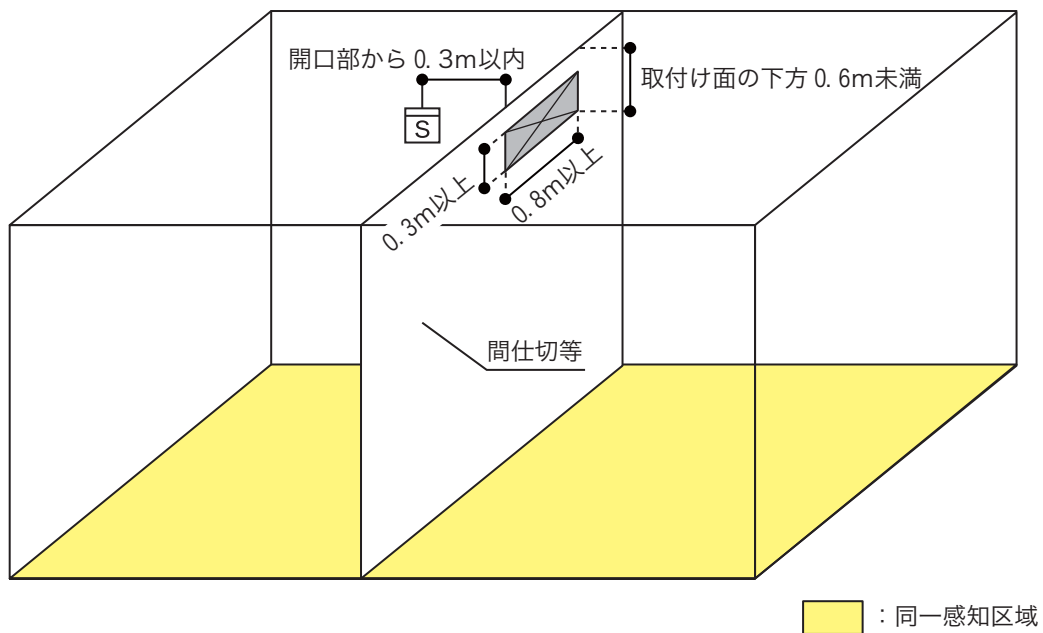 開口部から 0.3m以内
取付け面の下方 0.6m未満
S
0.3m以上
0.8m以上
間仕切等
：同一感知区域